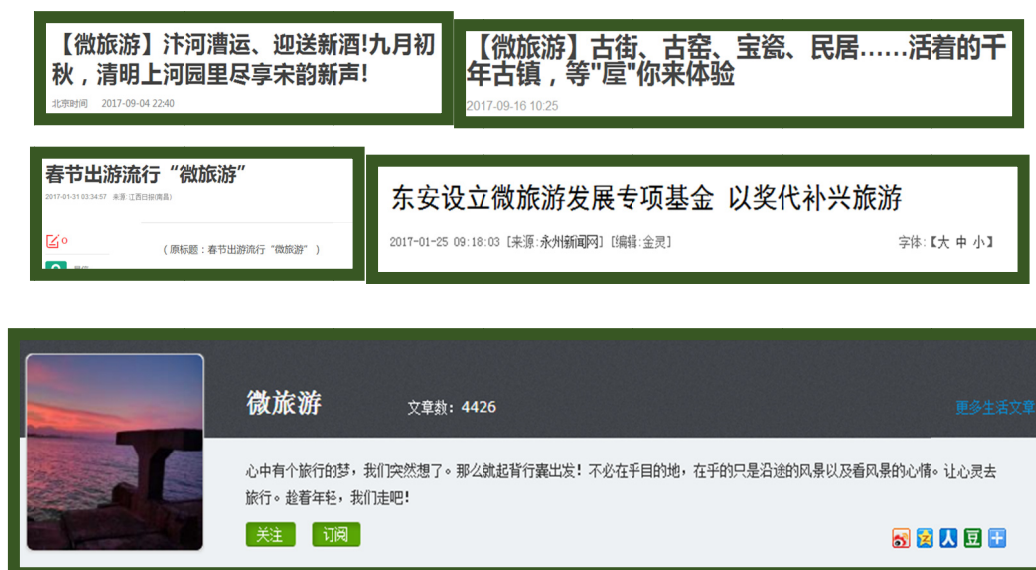 【微旅游】汴河漕运、迎送新酒!九月初
秋，清明上河园里尽享宋韵新声!
北京时间 2017-09-04 22:40
【微旅游】古街、古窑、宝瓷、民居……活着的千
年古镇，等"屋"你来体验
2017-09-16 10:25
春节出游流行“微旅游”
2017-01-31 03:34:57 来源:江西日报(南昌)
0
（原标题：春节出游流行“微旅游”）
东安设立微旅游发展专项基金 以奖代补兴旅游
2017-01-25 09:18:03 [来源:永州新闻网] [编辑:金灵]
字体:【大 中 小】
微旅游
文章数: 4426
更多生活文章
心中有个旅行的梦，我们突然想了。那么就起背行囊出发！不必在乎目的地，在乎的只是沿途的风景以及看风景的心情。让心灵去
旅行。趁着年轻，我们走吧!
关注 订阅
人 豆